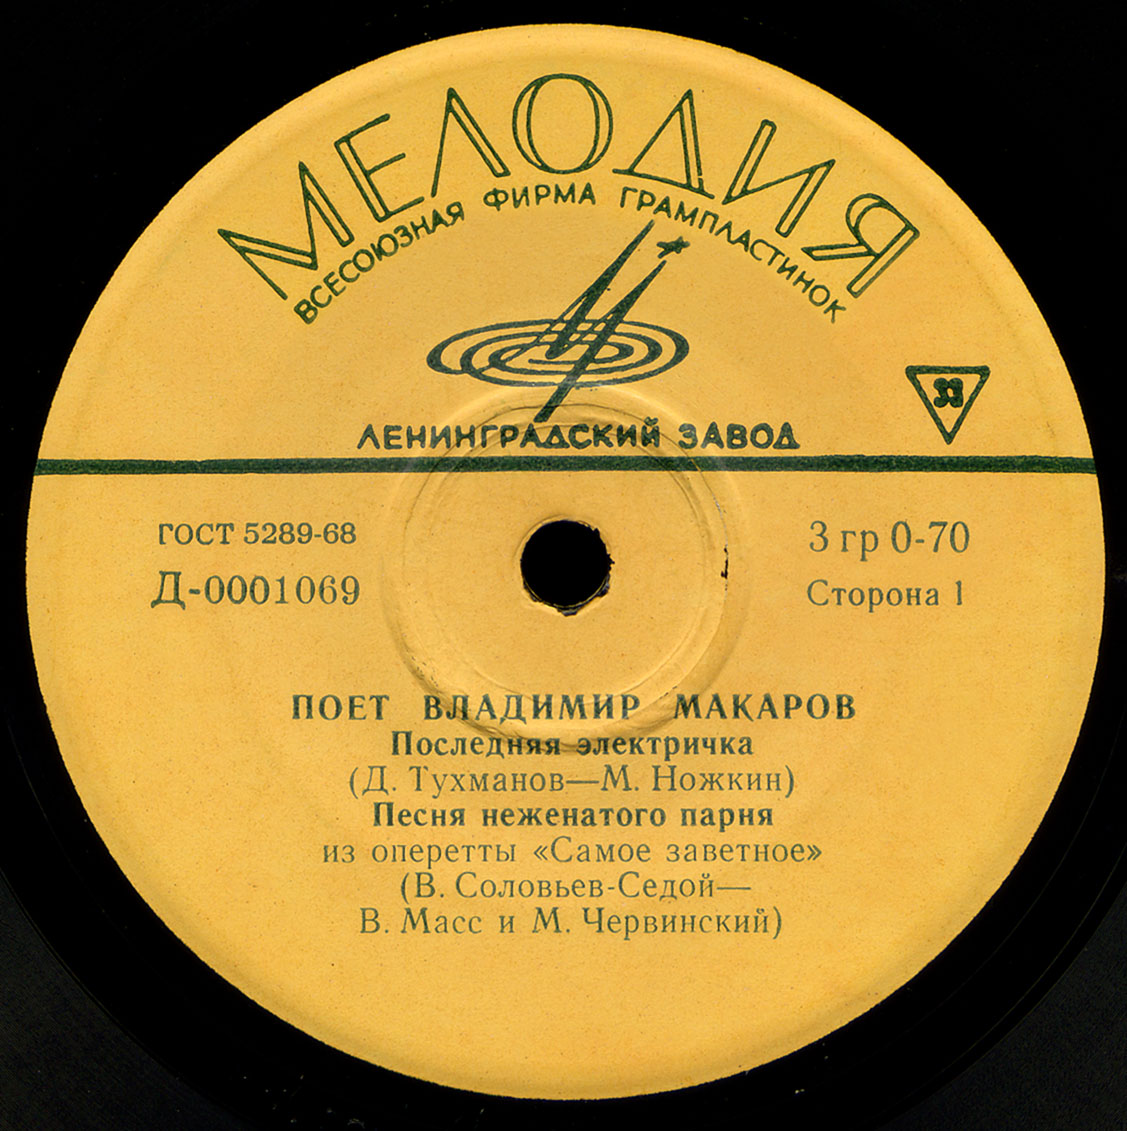 МЕЛОДИЯ
ВСЕСОЮЗНАЯ ФИРМА ГРАМПЛАСТИНОК
ЛЕНИНГРАДСКИЙ ЗАВОД
ГОСТ 5289-68
Д-0001069
3 гр 0-70
Сторона 1
ПОЕТ ВЛАДИМИР МАКАРОВ
Последняя электричка
(Д. Тухманов—М. Ножкин)
Песня неженатого парня
из оперетты «Самое заветное»
(В. Соловьев-Седой—
В. Масс и М. Червинский)